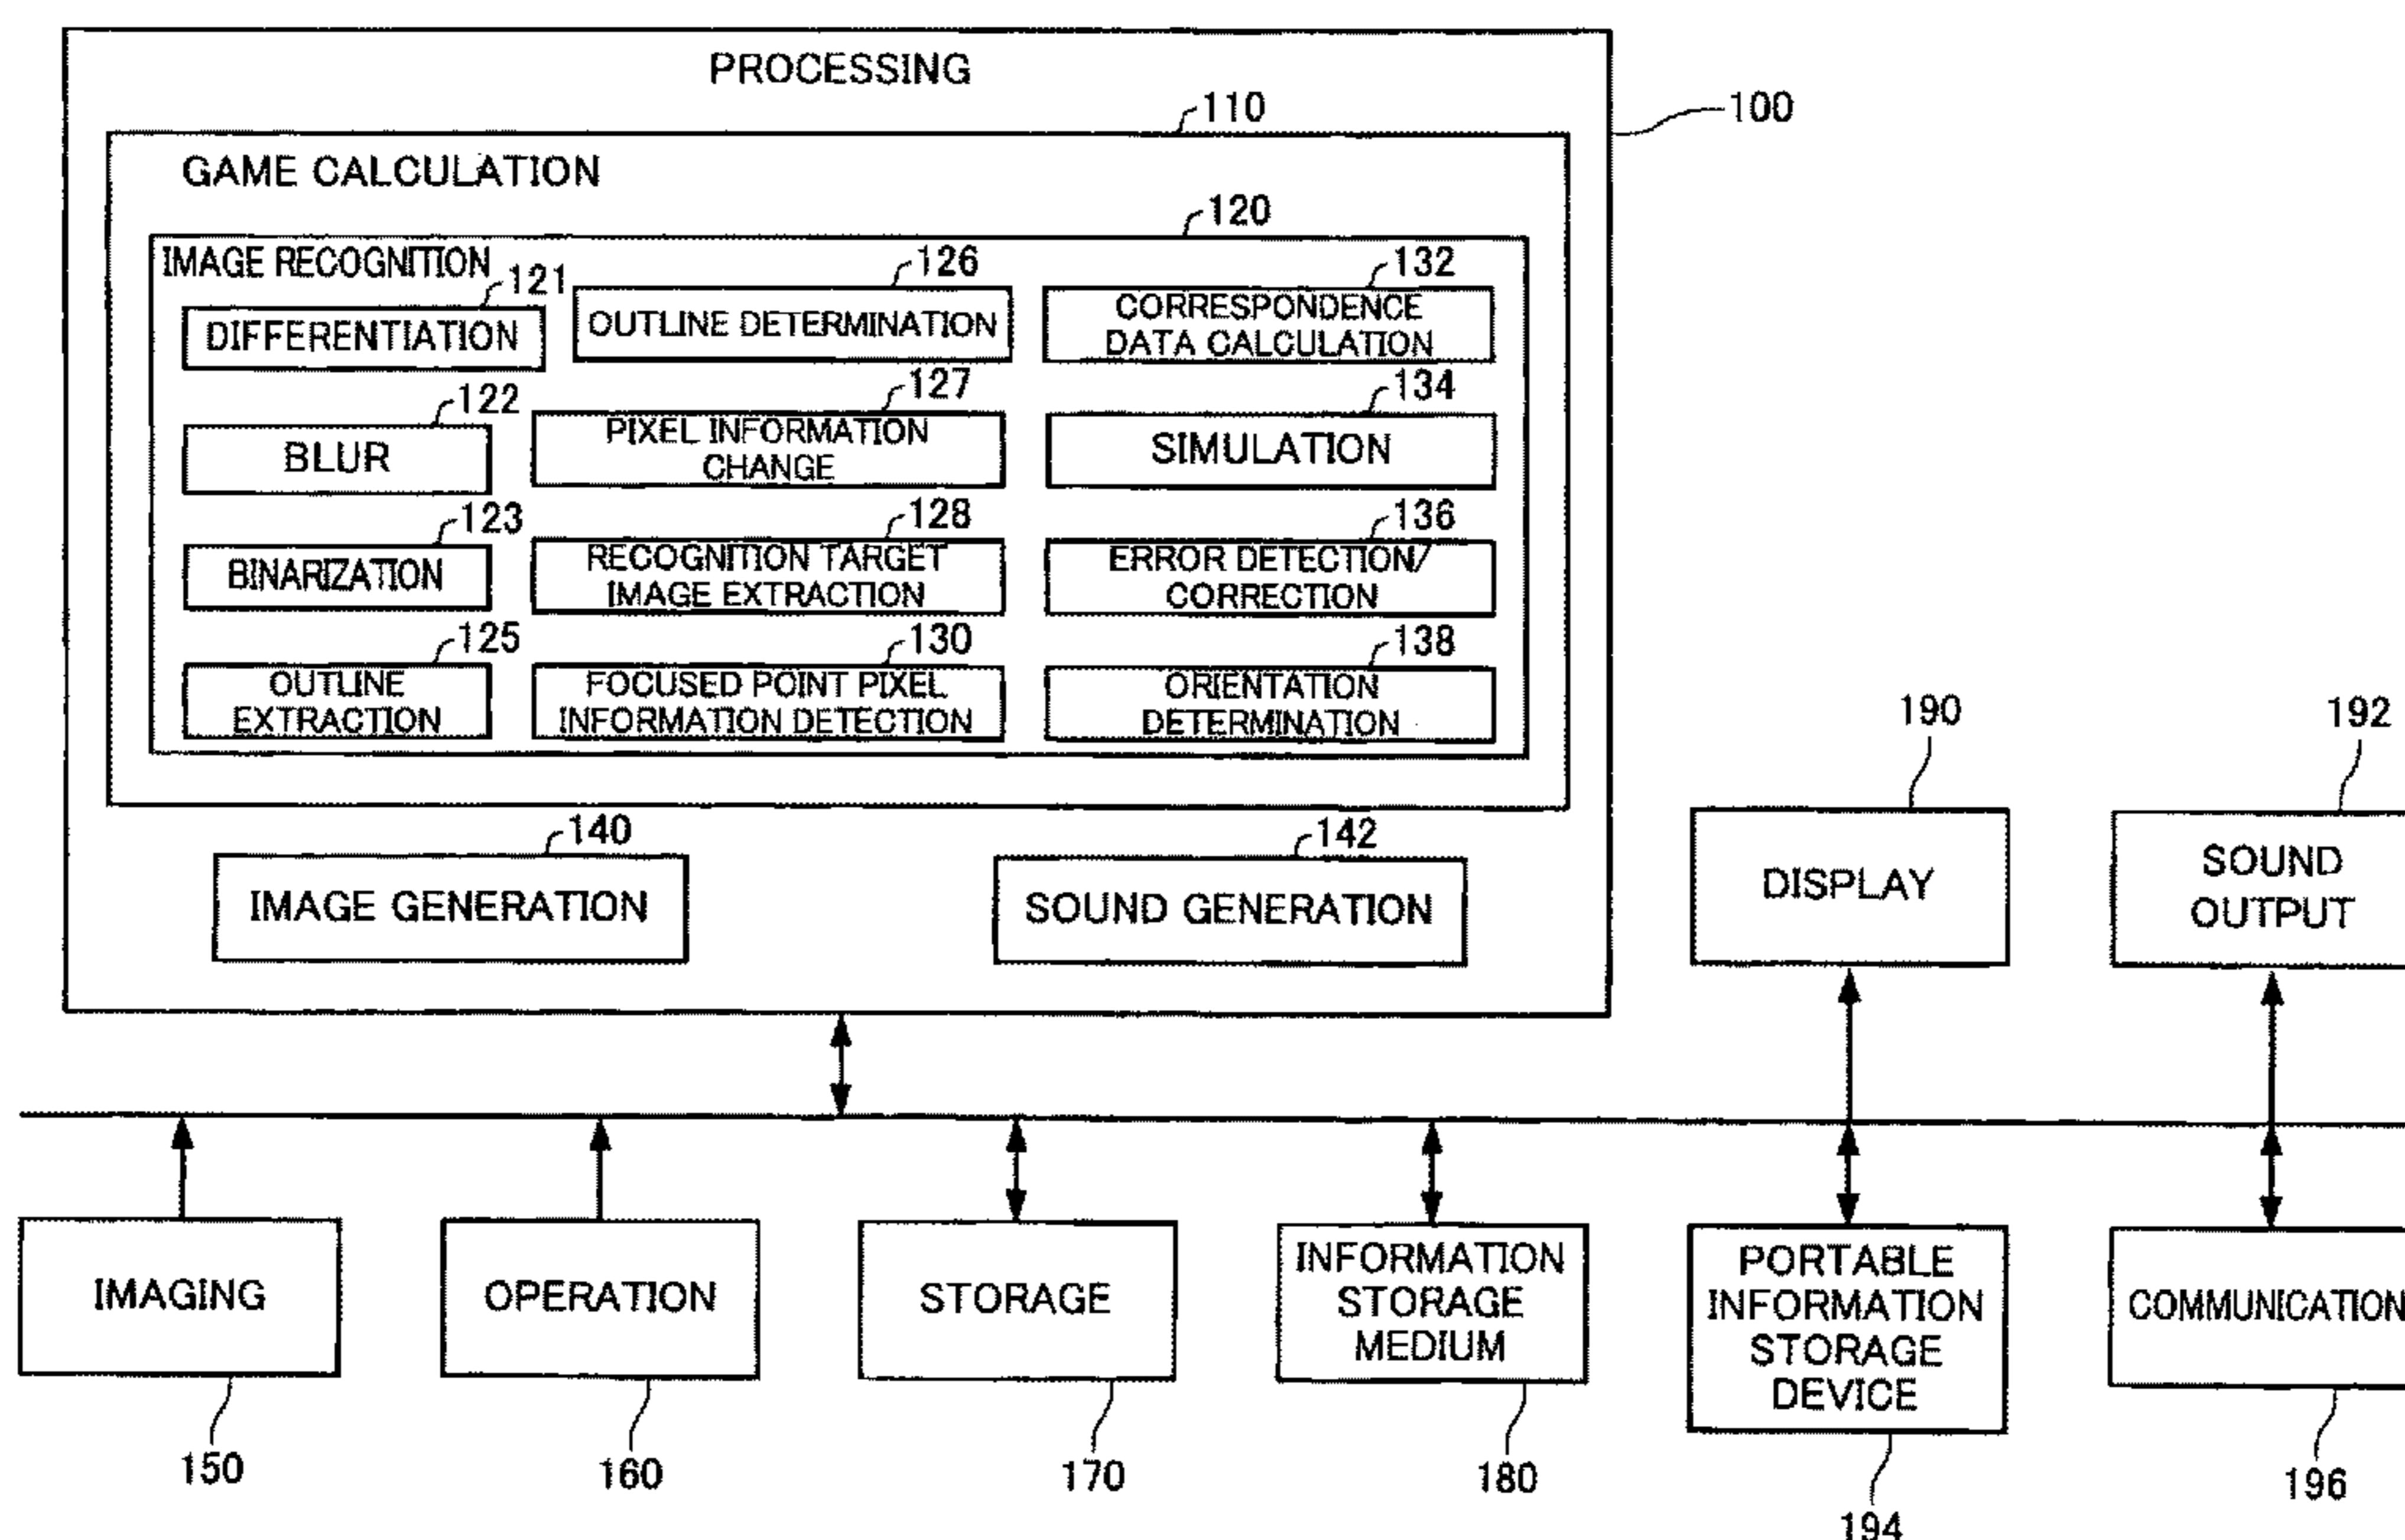 PROCESSING
100
110
GAME CALCULATION
120
IMAGE RECOGNITION
121
DIFFERENTIATION
126
OUTLINE DETERMINATION
132
CORRESPONDENCE
DATA CALCULATION
122
BLUR
127
PIXEL INFORMATION
CHANGE
134
SIMULATION
123
BINARIZATION
128
RECOGNITION TARGET
IMAGE EXTRACTION
136
ERROR DETECTION/
CORRECTION
125
OUTLINE
EXTRACTION
130
FOCUSED POINT PIXEL
INFORMATION DETECTION
138
ORIENTATION
DETERMINATION
140
IMAGE GENERATION
142
SOUND GENERATION
190
DISPLAY
192
SOUND
OUTPUT
IMAGING
150
OPERATION
160
STORAGE
170
INFORMATION
STORAGE
MEDIUM
180
PORTABLE
INFORMATION
STORAGE
DEVICE
194
COMMUNICATION
196